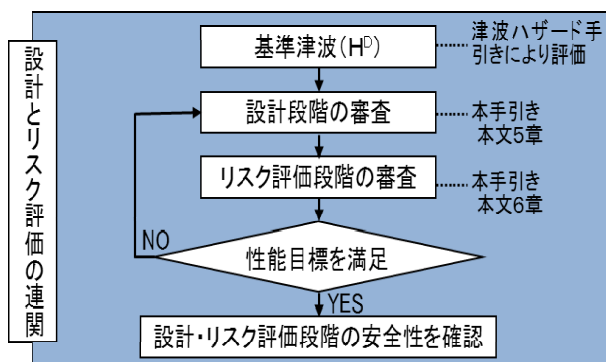 設計とリスク評価の連関
基準津波(Hᴰ)
津波ハザード手
引きにより評価
設計段階の審査
本手引き
本文5章
リスク評価段階の審査
本手引き
本文6章
性能目標を満足
NO
YES
設計・リスク評価段階の安全性を確認